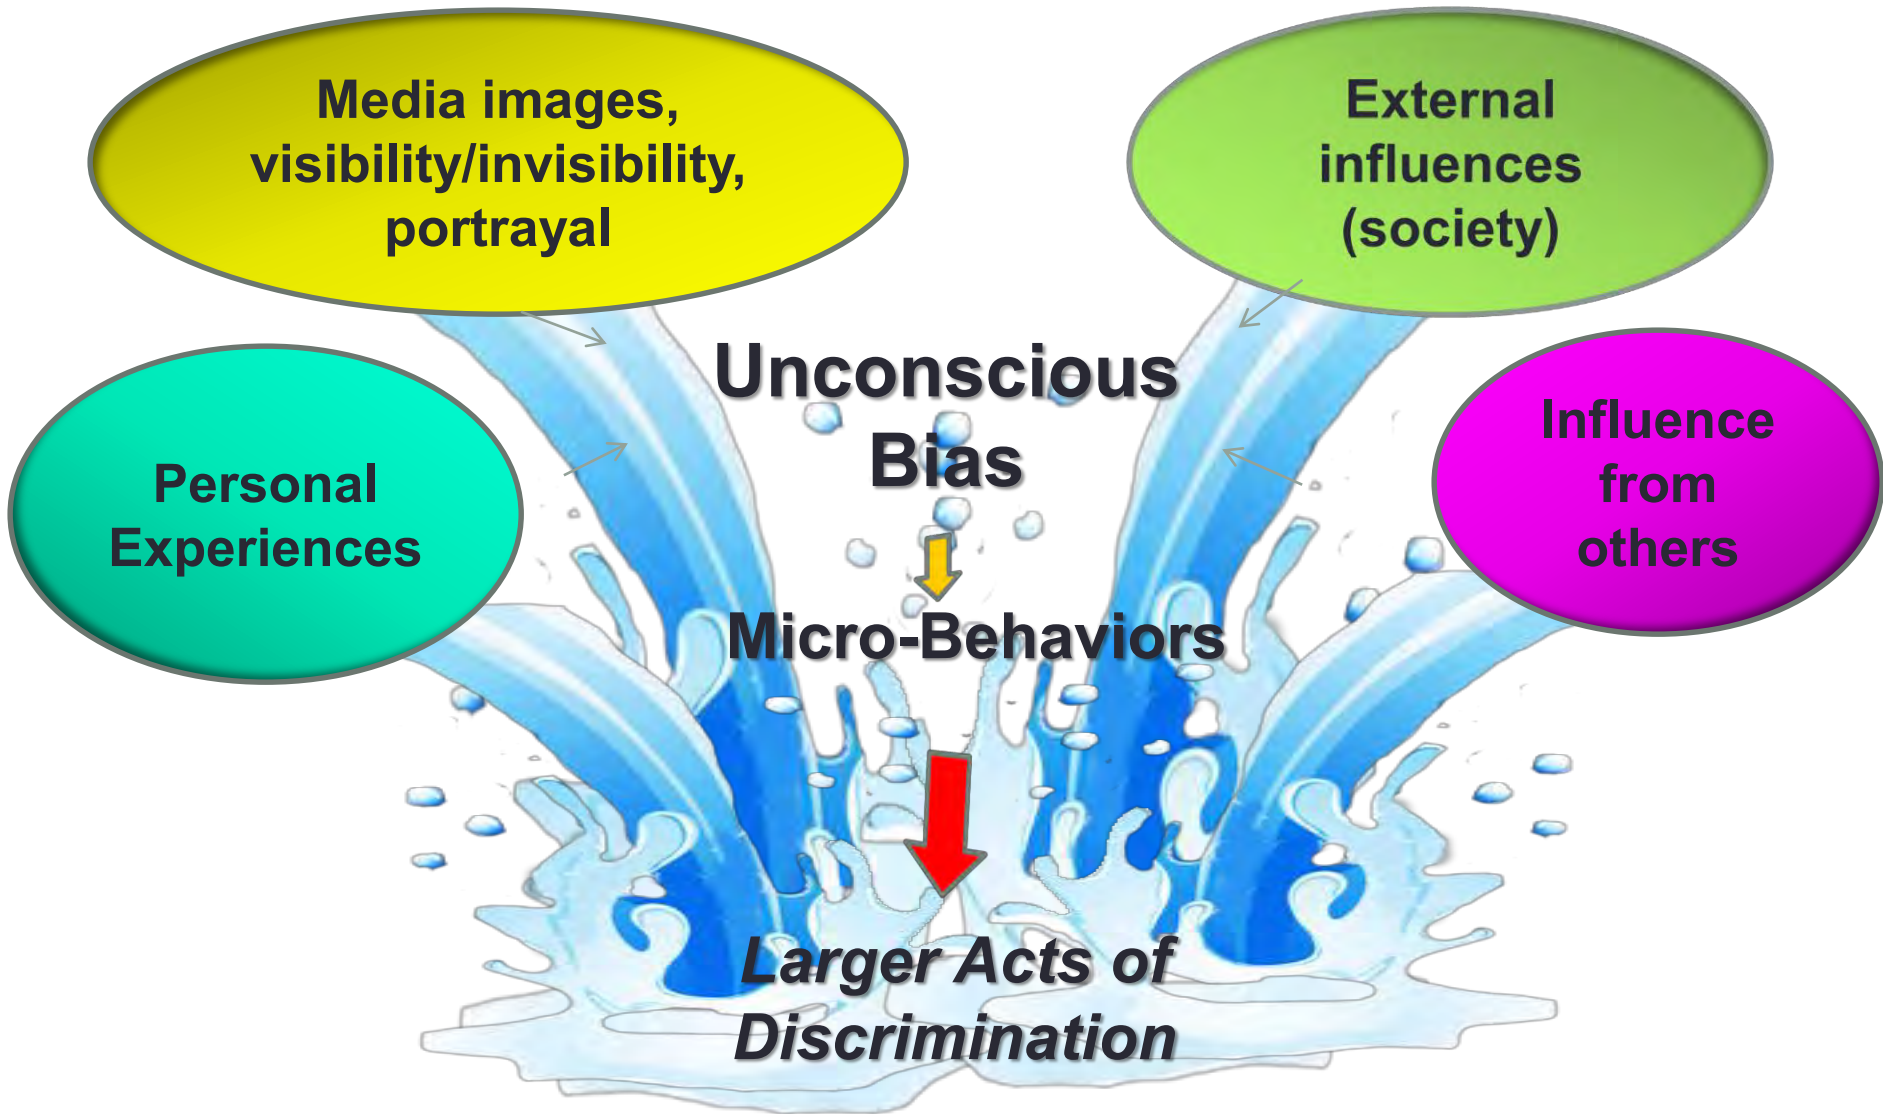 Media images,
visibility/invisibility,
portrayal
External
influences
(society)
Personal
Experiences
Unconscious
Bias
Influence
from
others
Micro-Behaviors
Larger Acts of
Discrimination